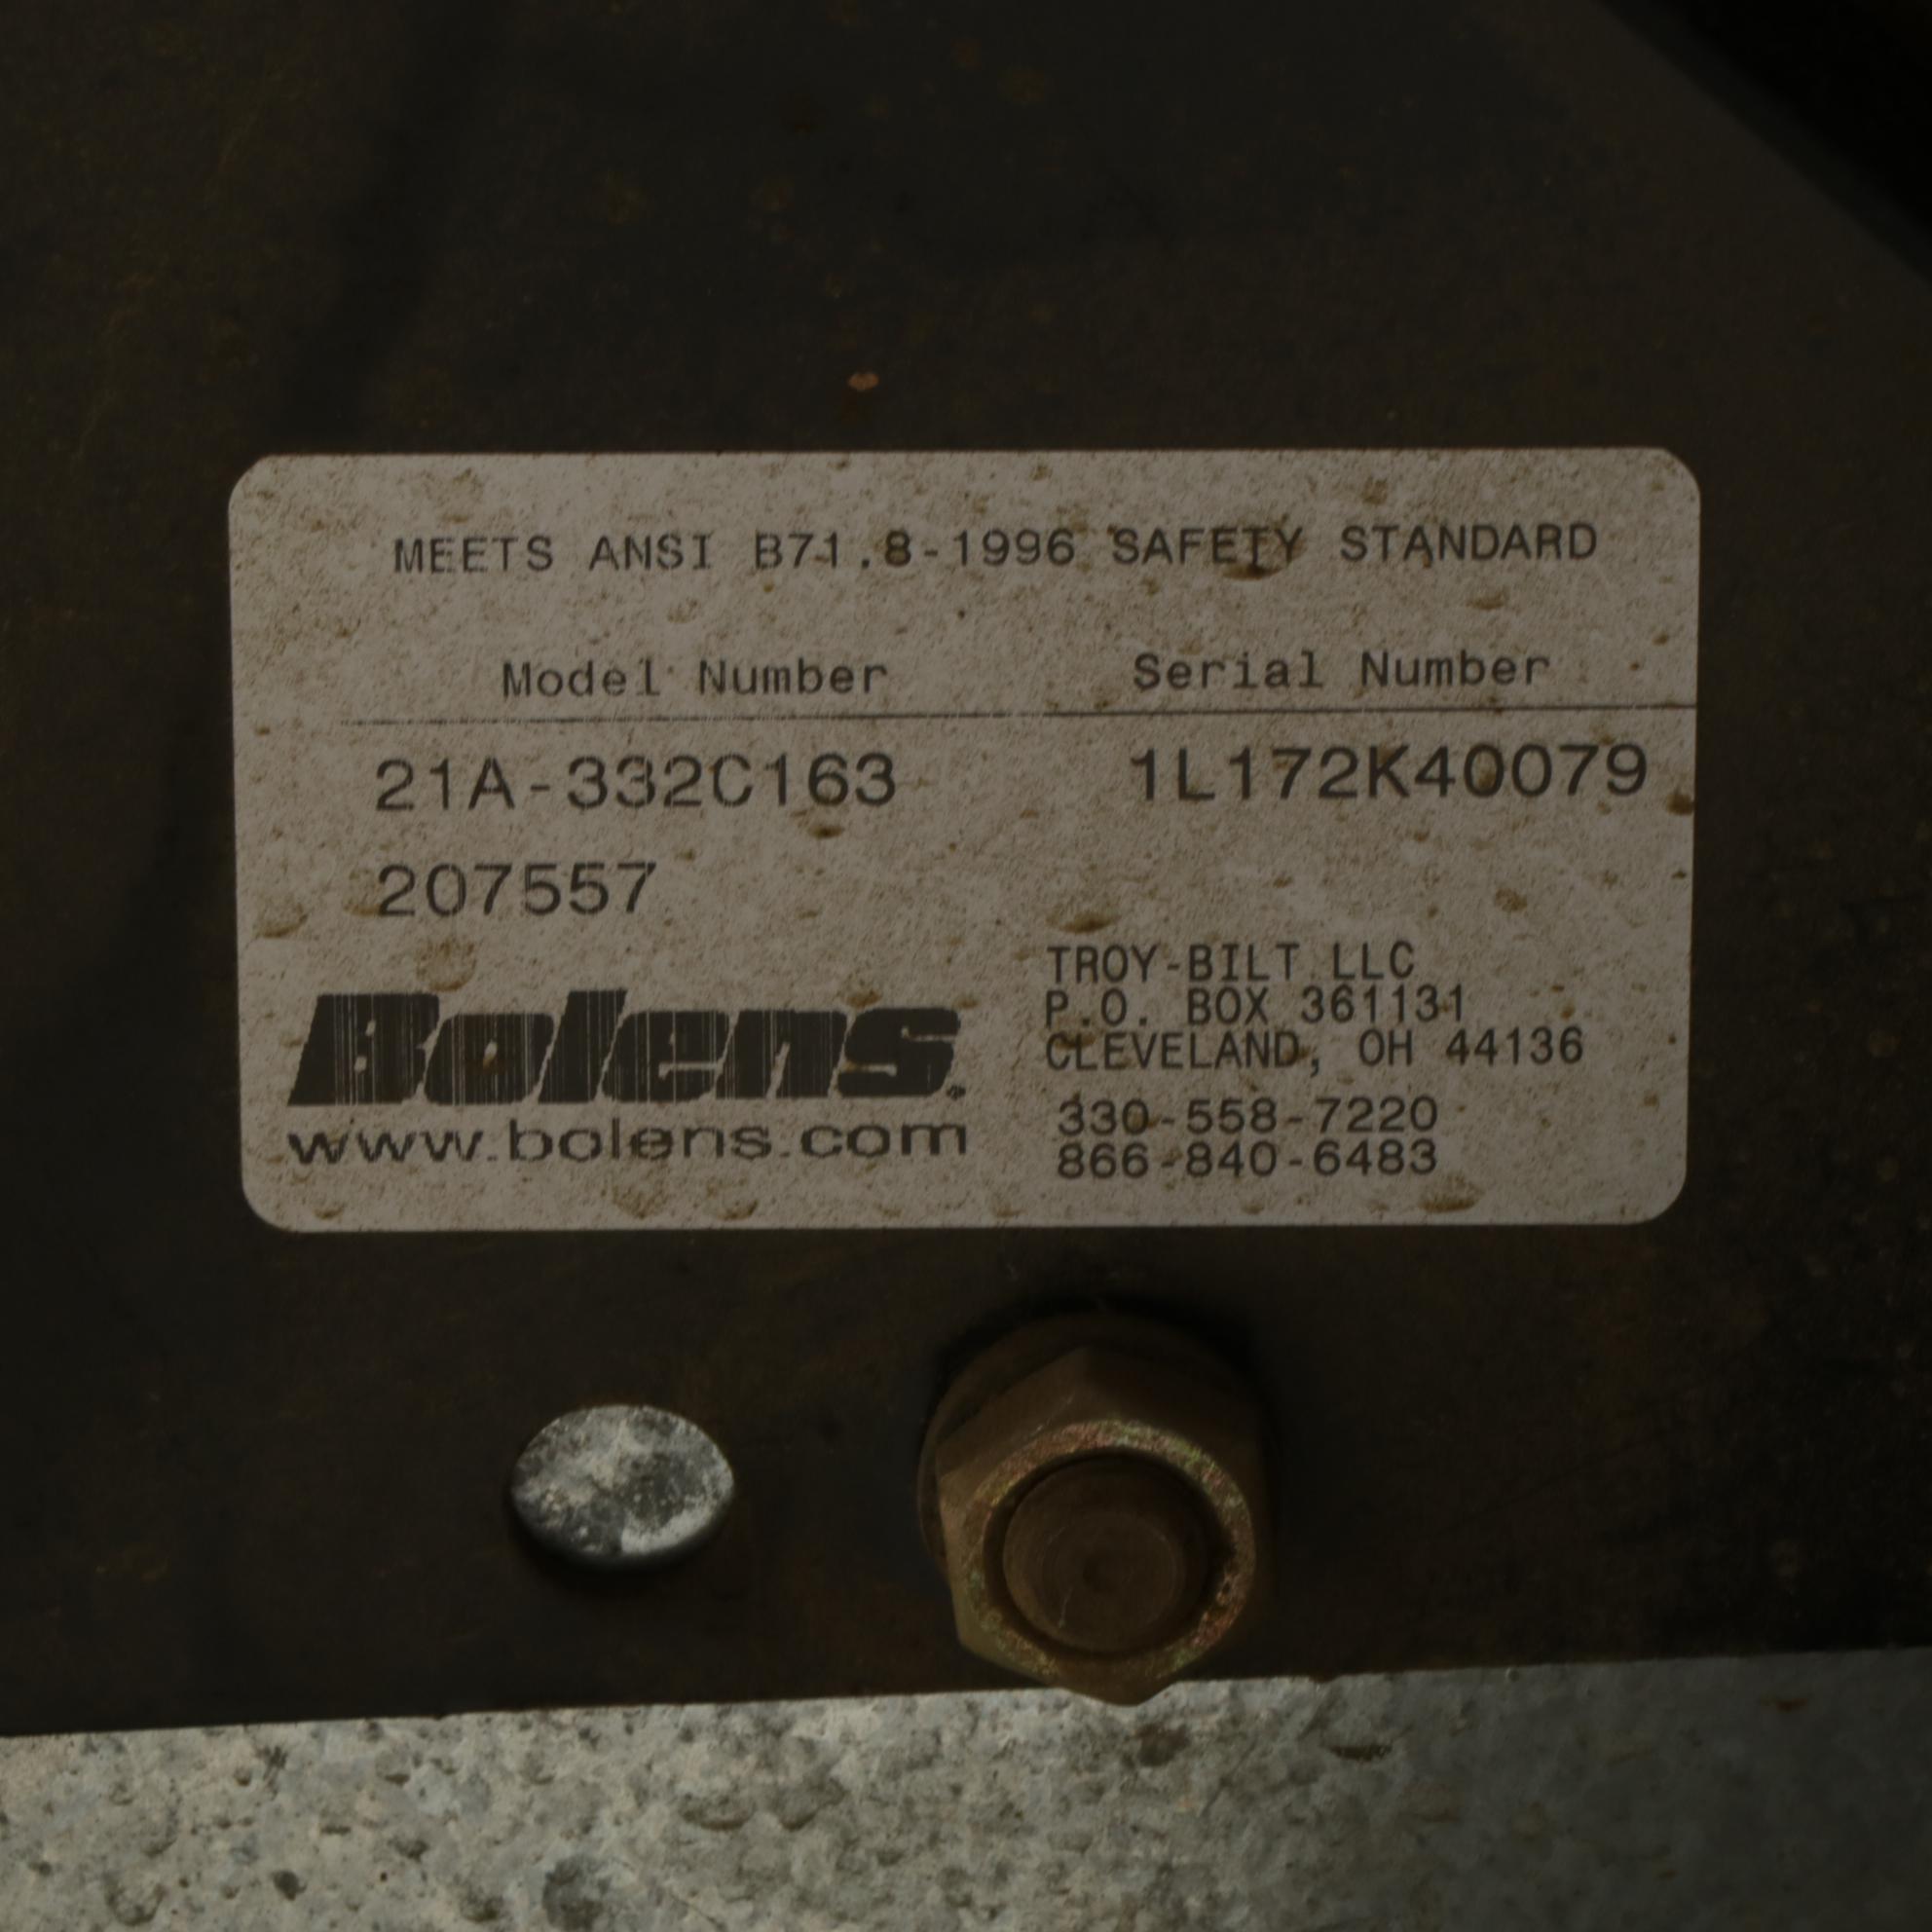 MEETS ANSI B71.8-1996 SAFETY STANDARD
Model Number Serial Number
21A-332C163 1L172K40079
207557
Bolens
www.bolens.com
TROY-BILT LLC
P.O. BOX 361131
CLEVELAND, OH 44136
330-558-7220
866-840-6483